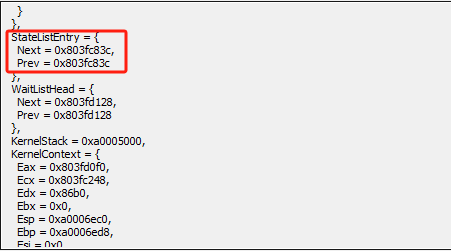 }
},
StateListEntry = {
Next = 0x803fc83c,
Prev = 0x803fc83c
},
WaitListHead = {
Next = 0x803fd128,
Prev = 0x803fd128
},
KernelStack = 0xa0005000,
KernelContext = {
Eax = 0x803fd0f0,
Ecx = 0x803fc248,
Edx = 0x86b0,
Ebx = 0x0,
Esp = 0xa0006ec0,
Ebp = 0xa0006ed8,
Esi = 0x0